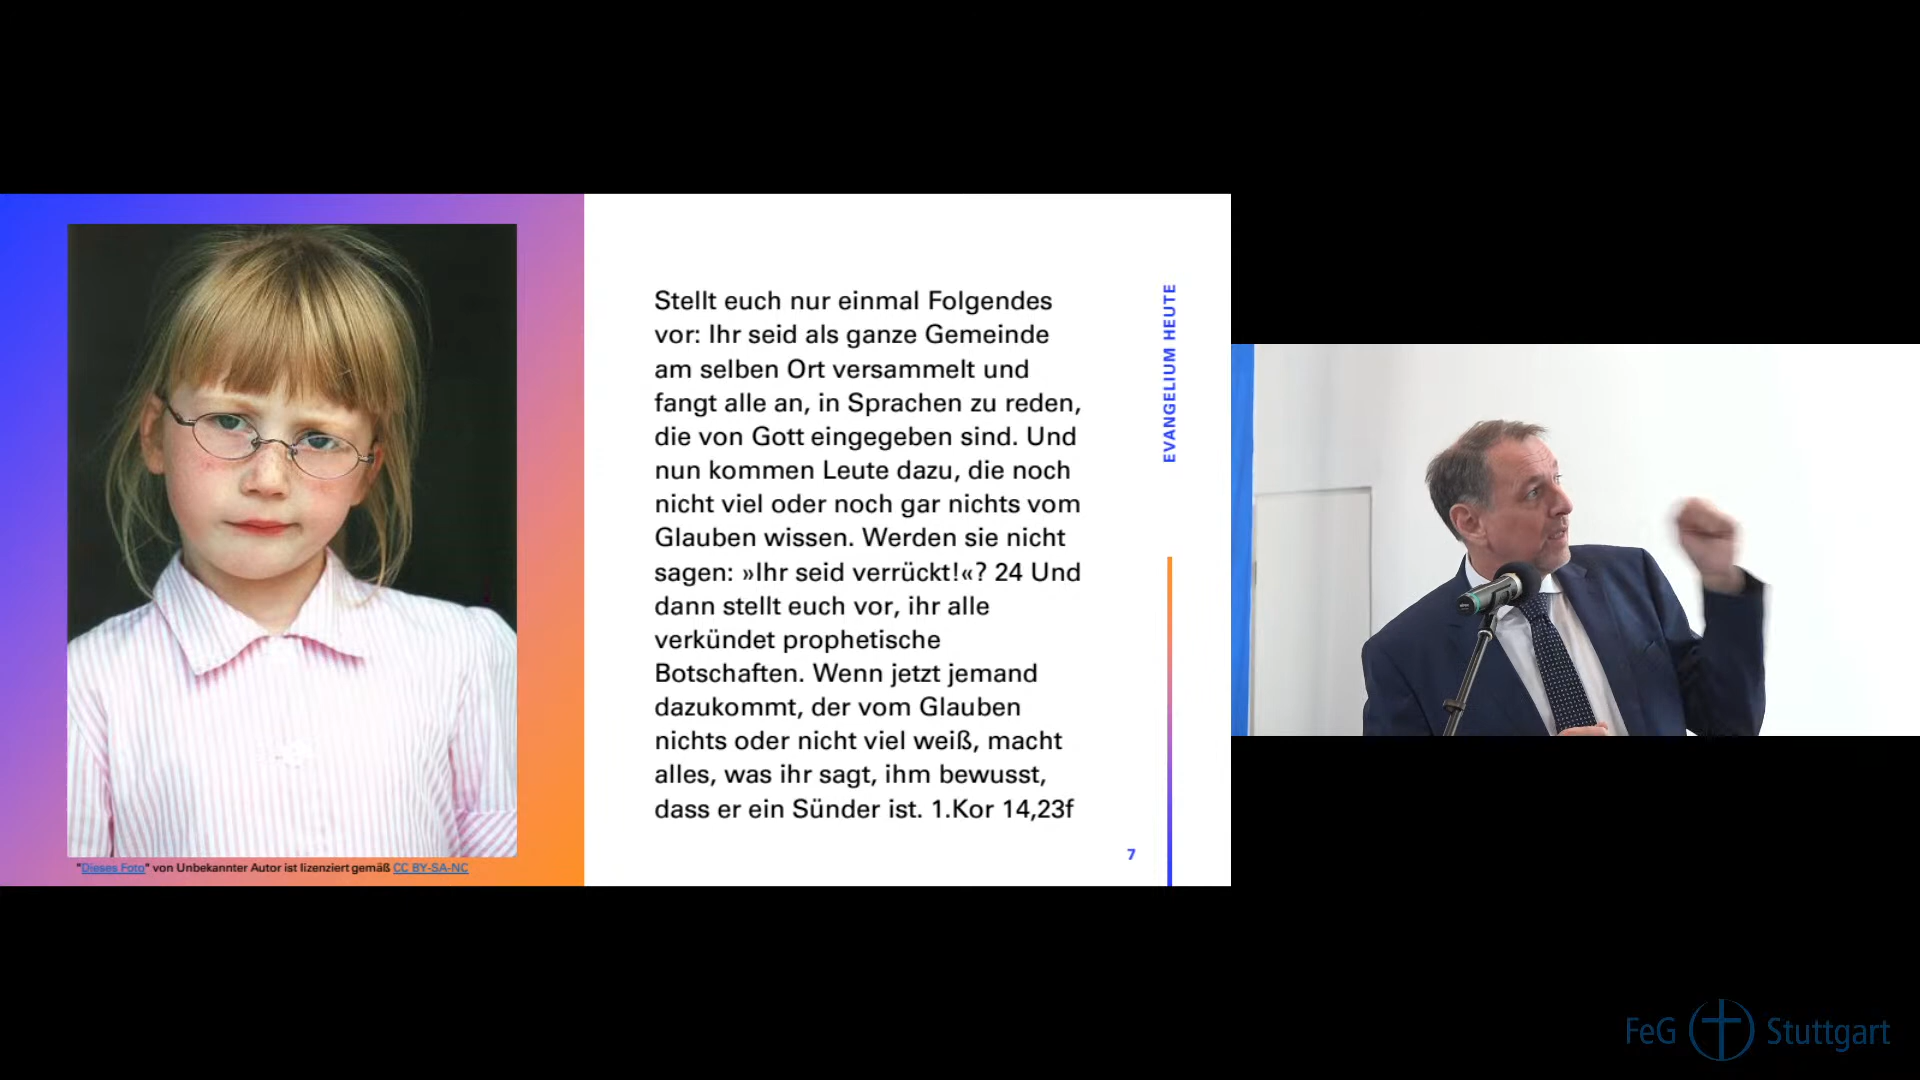 Stellt euch nur einmal Folgendes
vor: Ihr seid als ganze Gemeinde
am selben Ort versammelt und
fangt alle an, in Sprachen zu reden,
die von Gott eingegeben sind. Und
nun kommen Leute dazu, die noch
nicht viel oder noch gar nichts vom
Glauben wissen. Werden sie nicht
sagen: »Ihr seid verrückt!«? 24 Und
dann stellt euch vor, ihr alle
verkündet prophetische
Botschaften. Wenn jetzt jemand
dazukommt, der vom Glauben
nichts oder nicht viel weiß, macht
alles, was ihr sagt, ihm bewusst,
dass er ein Sünder ist. 1.Kor 14,23f
EVANGELIUM HEUTE
7
"Dieses Foto" von Unbekannter Autor ist lizenziert gemäß CC BY-SA-NC
FeG Stuttgart